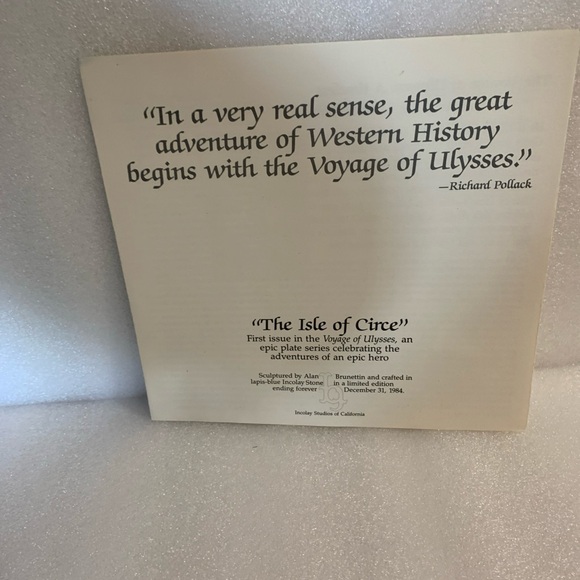 “In a very real sense, the great
adventure of Western History
begins with the Voyage of Ulysses.”
—Richard Pollack
“The Isle of Circe”
First issue in the Voyage of Ulysses, an
epic plate series celebrating the
adventures of an epic hero
Sculptured by Alan Brunettin and crafted in
lapis-blue Incolay Stone in a limited edition
ending forever December 31, 1984.
Incolay Studios of California